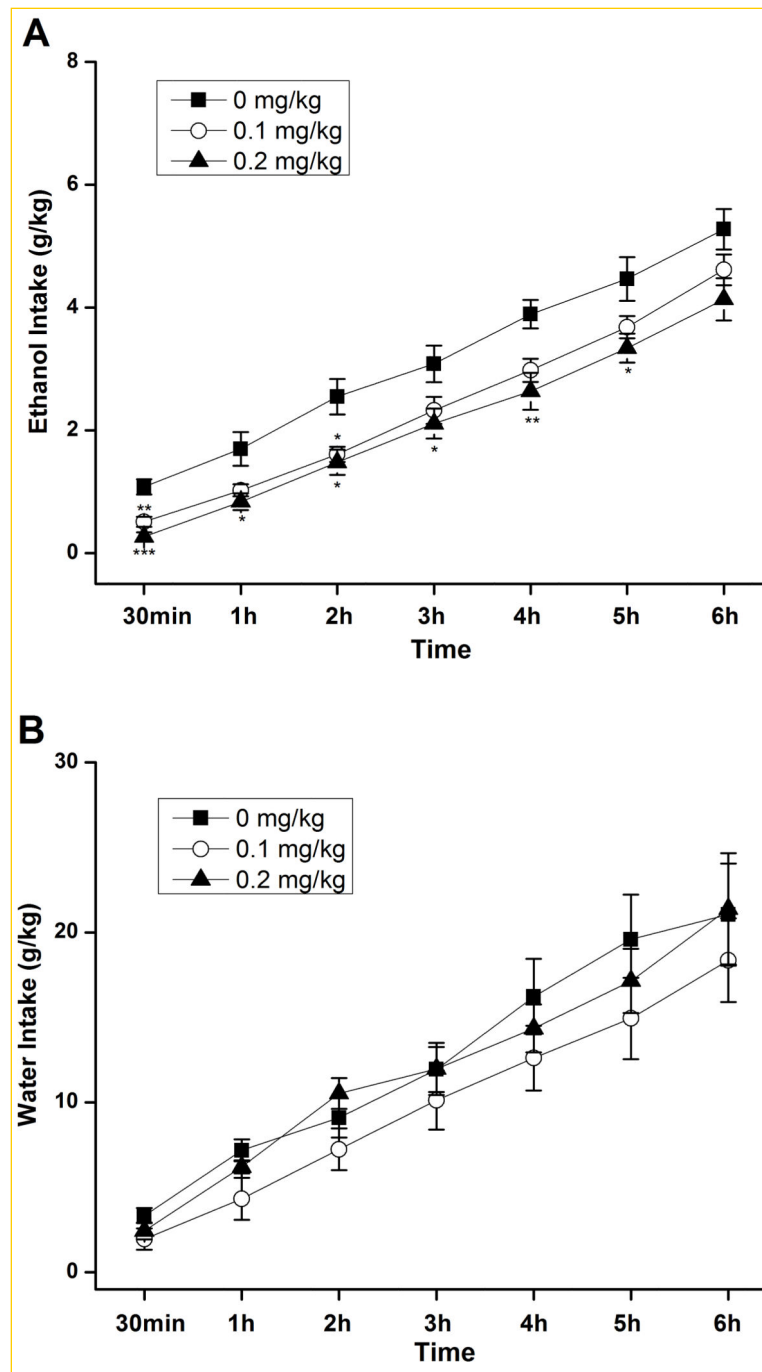 A
8
0 mg/kg
0.1 mg/kg
0.2 mg/kg
6
4
2
0
Ethanol Intake (g/kg)
**
***
*
*
*
*
**
*
30min 1h 2h 3h 4h 5h 6h
Time
B
30
0 mg/kg
0.1 mg/kg
0.2 mg/kg
20
10
0
Water Intake (g/kg)
30min 1h 2h 3h 4h 5h 6h
Time